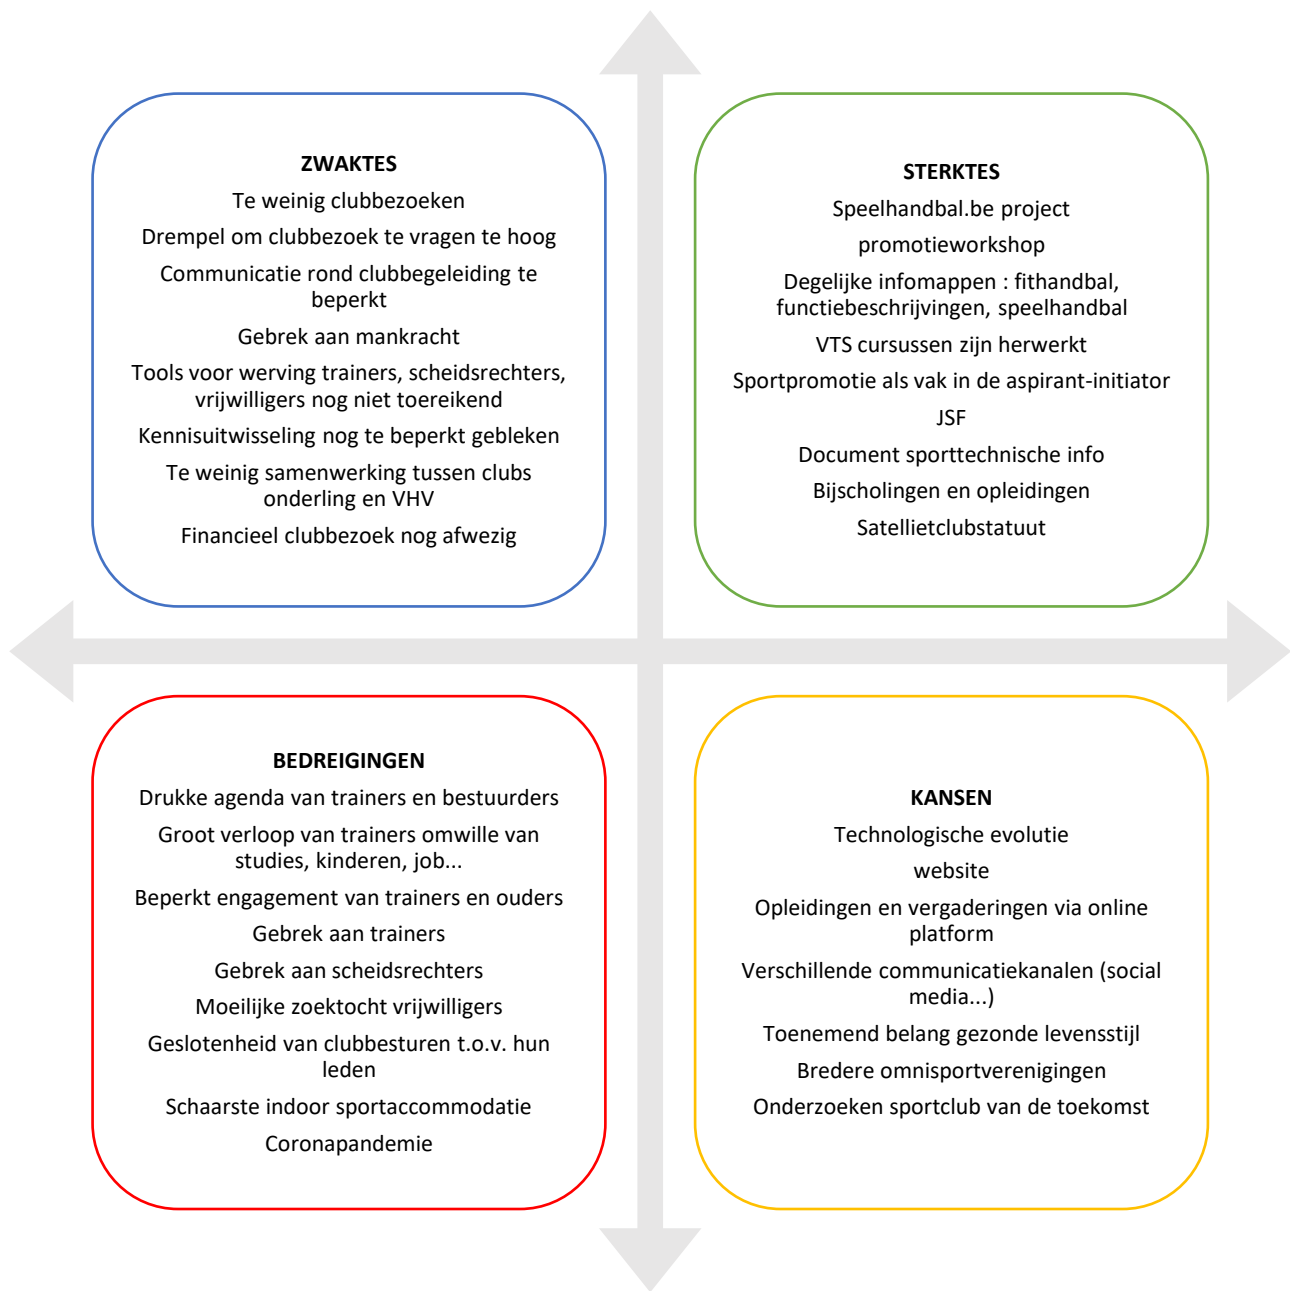 ZWAKTES
Te weinig clubbezoeken
Drempel om clubbezoek te vragen te hoog
Communicatie rond clubbegeleiding te
beperkt
Gebrek aan mankracht
Tools voor werving trainers, scheidsrechters,
vrijwilligers nog niet toereikend
Kennisuitwisseling nog te beperkt gebleken
Te weinig samenwerking tussen clubs
onderling en VHV
Financieel clubbezoek nog afwezig
STERKTES
Speelhandbal.be project
promotieworkshop
Degelijke infomappen : fithandbal,
functiebeschrijvingen, speelhandbal
VTS cursussen zijn herwerkt
Sportpromotie als vak in de aspirant-initiator
JSF
Document sporttechnische info
Bijscholingen en opleidingen
Satellietclubstatuut
BEDREIGINGEN
Drukke agenda van trainers en bestuurders
Groot verloop van trainers omwille van
studies, kinderen, job...
Beperkt engagement van trainers en ouders
Gebrek aan trainers
Gebrek aan scheidsrechters
Moeilijke zoektocht vrijwilligers
Geslotenheid van clubbesturen t.o.v. hun
leden
Schaarste indoor sportaccommodatie
Coronapandemie
KANSEN
Technologische evolutie
website
Opleidingen en vergaderingen via online
platform
Verschillende communicatiekanalen (social
media...)
Toenemend belang gezonde levensstijl
Bredere omnisportverenigingen
Onderzoeken sportclub van de toekomst